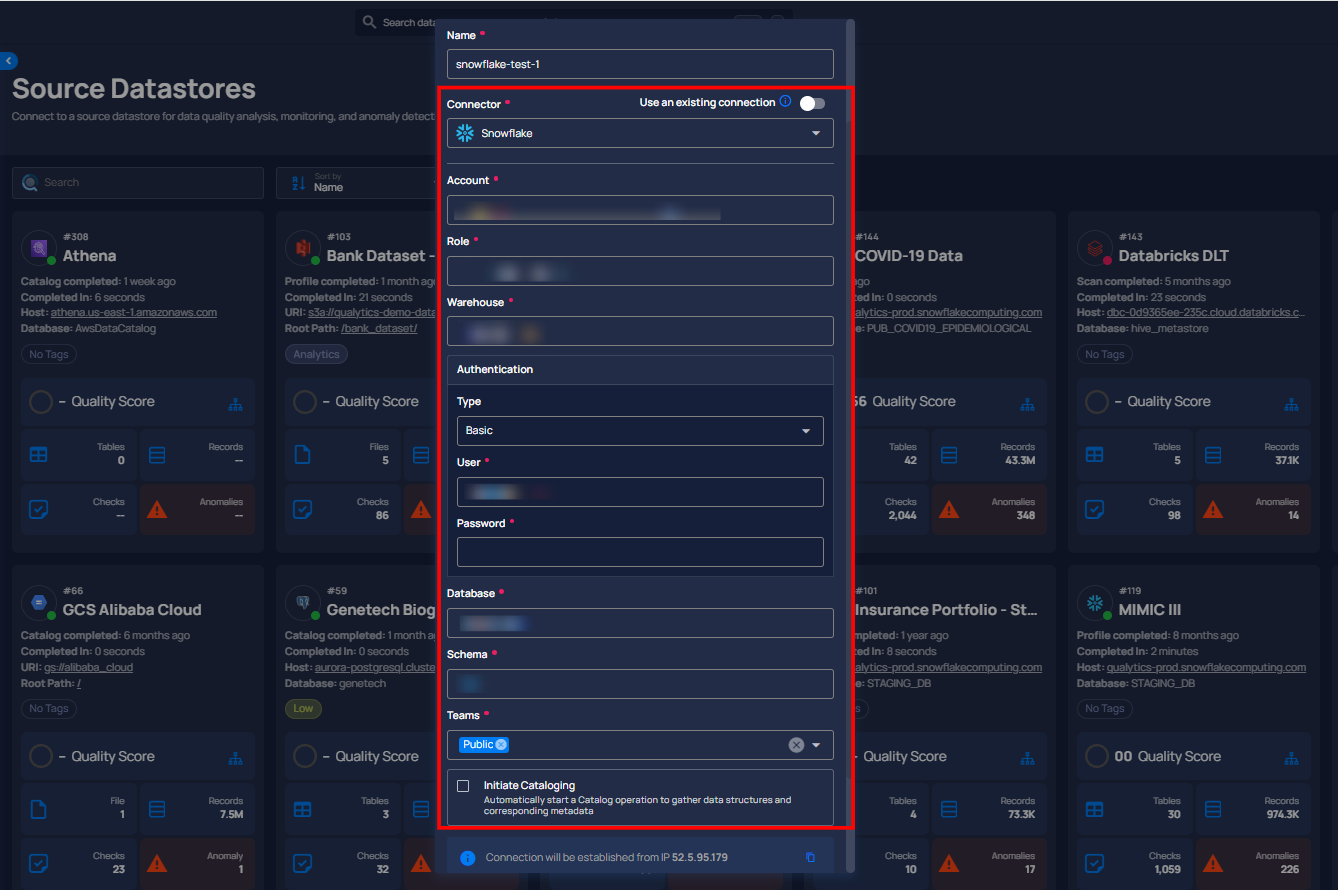 Search data
Source Datastores
Connect to a source datastore for data quality analysis, monitoring, and anomaly detect
Search
Sort by
Name
Name *
snowflake-test-1
Connector *
Use an existing connection
Snowflake
Account *
Role *
Warehouse *
Authentication
Type
Basic
User *
Password *
Database *
Schema *
Teams *
Public
Initiate Cataloging
Automatically start a Catalog operation to gather data structures and
corresponding metadata
Connection will be established from IP 52.5.95.179
#308
Athena
Catalog completed: 1 week ago
Completed In: 6 seconds
Host: athena.us-east-1.amazonaws.com
Database: AwsDataCatalog
No Tags
– Quality Score
Tables
0
Records
--
Checks
--
Anomalies
--
#103
Bank Dataset -
Profile completed: 1 month ago
Completed In: 21 seconds
URI: s3a://qualytics-demo-data
Root Path: /bank_dataset/
Analytics
– Quality Score
Files
5
Checks
86
#144
COVID-19 Data
ago
ted In: 0 seconds
alytics-prod.snowflakecomputing.com
e: PUB_COVID19_EPIDEMIOLOGICAL
56 Quality Score
Tables
42
Records
43.3M
Checks
2,044
Anomalies
348
#143
Databricks DLT
Scan completed: 5 months ago
Completed In: 23 seconds
Host: dbc-0d9365ee-235c.cloud.databricks.c...
Database: hive_metastore
No Tags
– Quality Score
Tables
5
Records
37.1K
Checks
98
Anomalies
14
#66
GCS Alibaba Cloud
Catalog completed: 6 months ago
Completed In: 0 seconds
URI: gs://alibaba_cloud
Root Path: /
No Tags
– Quality Score
File
1
Records
7.5M
Checks
23
Anomaly
1
#59
Genetech Biog
Catalog completed: 1 month a
Completed In: 0 seconds
Host: aurora-postgresql.cluste
Database: genetech
Low
– Quality Score
Tables
3
Checks
32
#101
Insurance Portfolio - St...
mpleted: 1 year ago
ted In: 8 seconds
alytics-prod.snowflakecomputing.com
e: STAGING_DB
s
Quality Score
Tables
4
Records
73.3K
Checks
10
Anomalies
17
#119
MIMIC III
Profile completed: 8 months ago
Completed In: 2 minutes
Host: qualytics-prod.snowflakecomputing.com
Database: STAGING_DB
No Tags
00 Quality Score
Tables
30
Records
974.3K
Checks
1,059
Anomalies
226